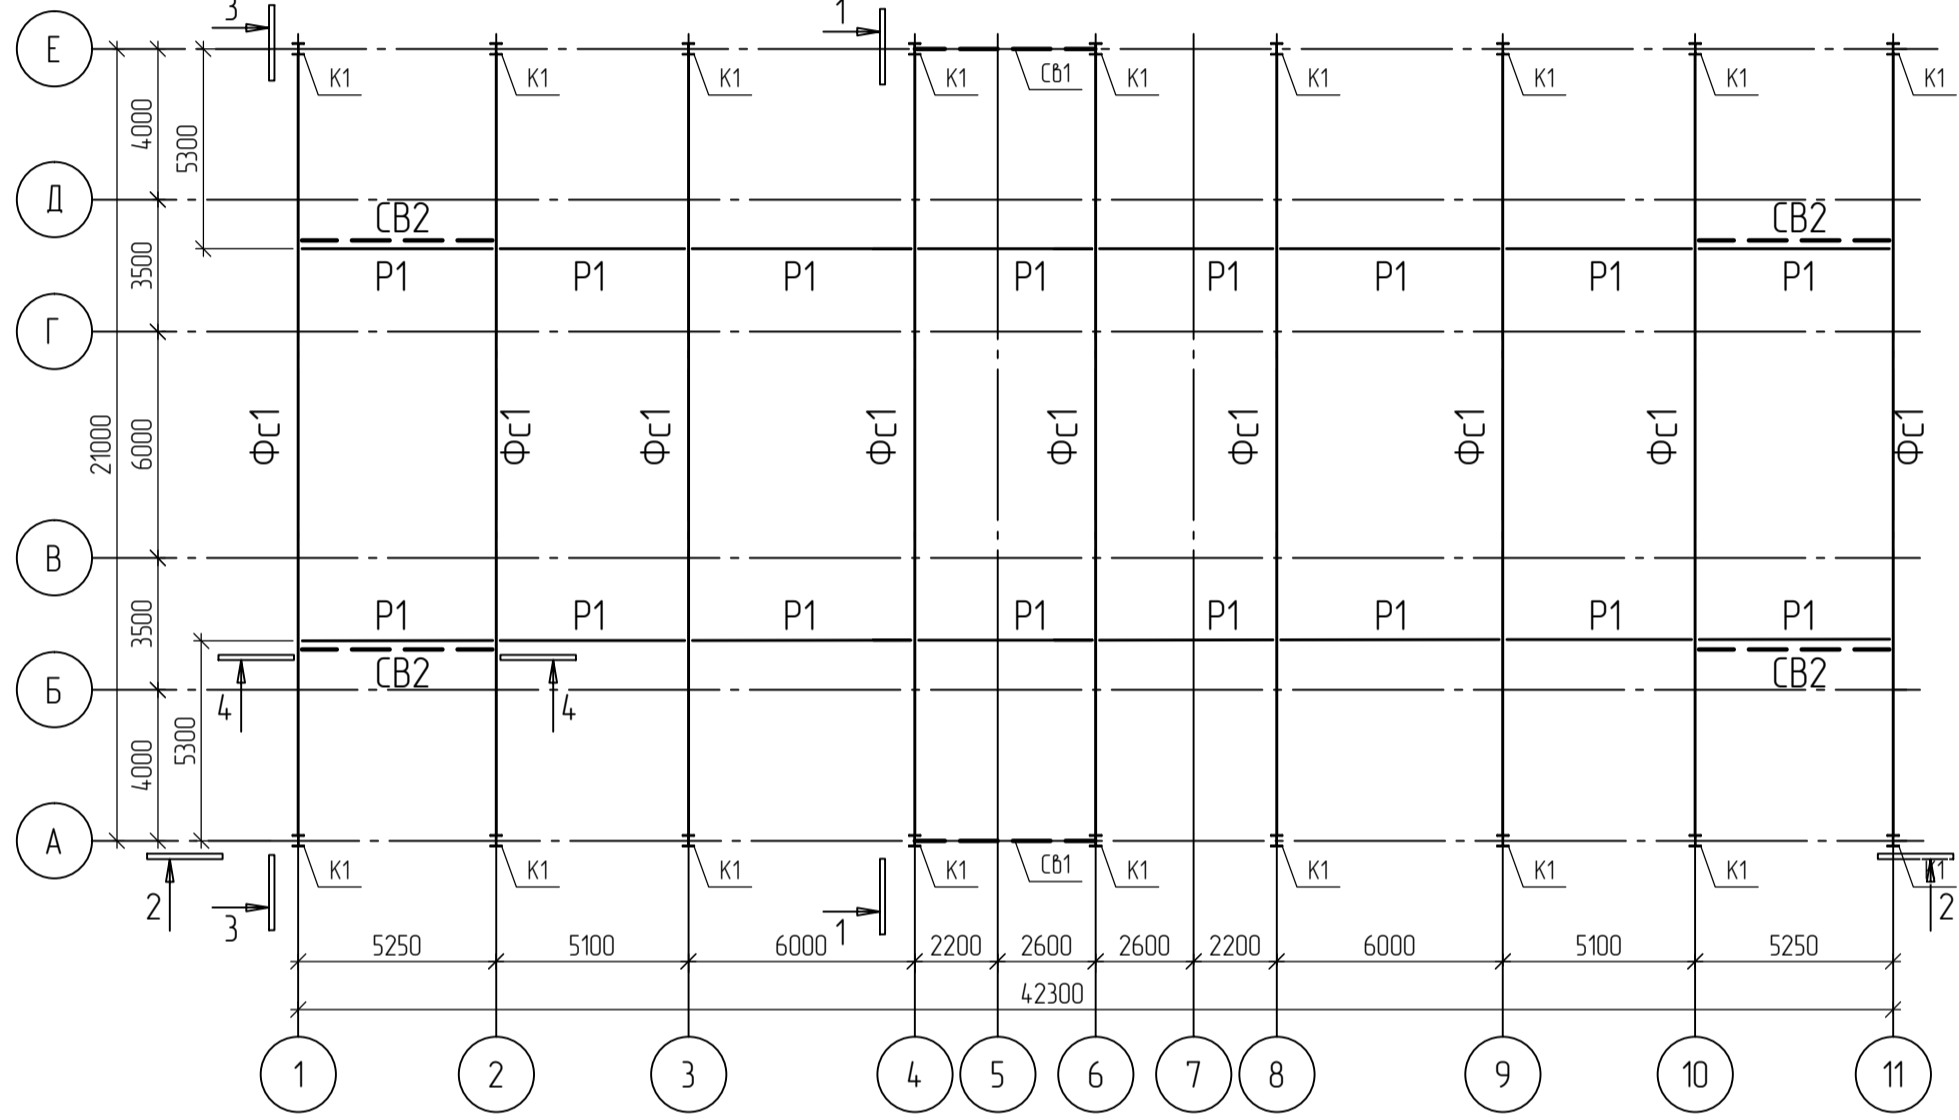 3 1
Е
К1 К1 К1 К1 Св1 К1 К1 К1 К1 К1
4000 5300
Д
СВ2 СВ2
3500
Р1 Р1 Р1 Р1 Р1 Р1 Р1 Р1
Г
21000 6000
Фс1 Фс1 Фс1 Фс1 Фс1 Фс1 Фс1 Фс1 Фс1
В
3500
Р1 Р1 Р1 Р1 Р1 Р1 Р1 Р1
СВ2 СВ2
Б
4 4
4000 5300
А
К1 К1 К1 К1 Св1 К1 К1 К1 К1 К1
2 3 1 2
5250 5100 6000 2200 2600 2600 2200 6000 5100 5250
42300
1 2 3 4 5 6 7 8 9 10 11